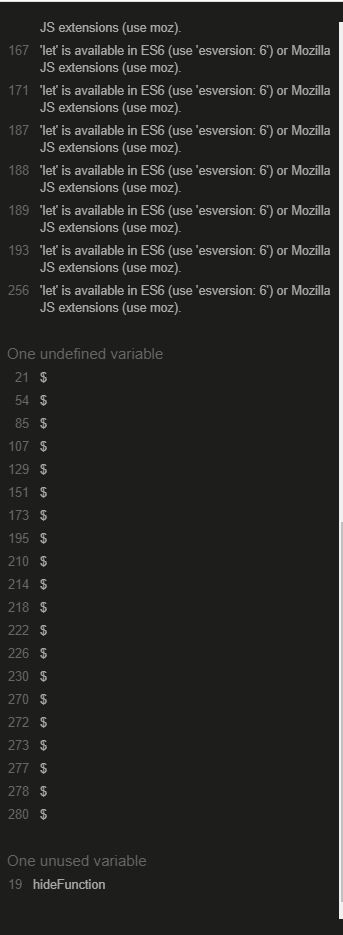 JS extensions (use moz).
167 'let' is available in ES6 (use 'esversion: 6') or Mozilla
JS extensions (use moz).
171 'let' is available in ES6 (use 'esversion: 6') or Mozilla
JS extensions (use moz).
187 'let' is available in ES6 (use 'esversion: 6') or Mozilla
JS extensions (use moz).
188 'let' is available in ES6 (use 'esversion: 6') or Mozilla
JS extensions (use moz).
189 'let' is available in ES6 (use 'esversion: 6') or Mozilla
JS extensions (use moz).
193 'let' is available in ES6 (use 'esversion: 6') or Mozilla
JS extensions (use moz).
256 'let' is available in ES6 (use 'esversion: 6') or Mozilla
JS extensions (use moz).
One undefined variable
21 $
54 $
85 $
107 $
129 $
151 $
173 $
195 $
210 $
214 $
218 $
222 $
226 $
230 $
270 $
272 $
273 $
277 $
278 $
280 $
One unused variable
19 hideFunction